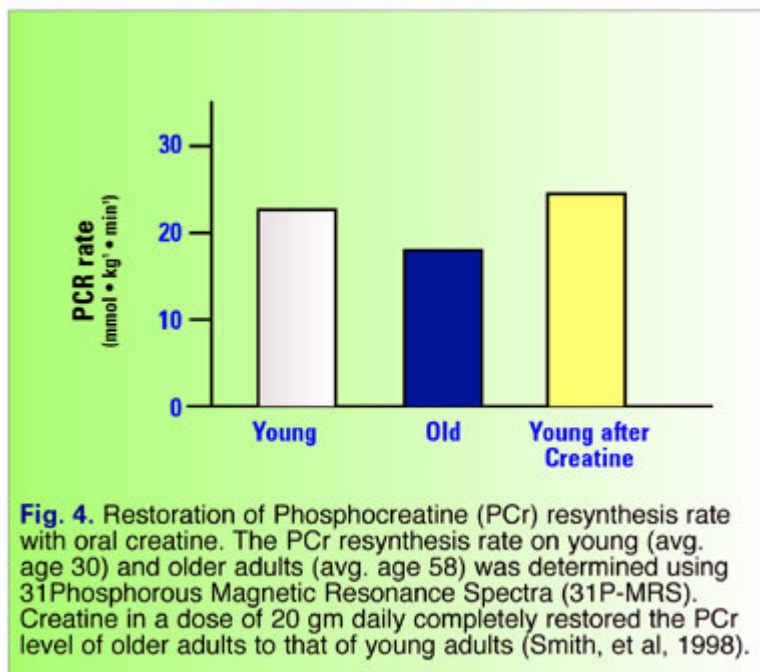 30
20
10
0
PCR rate
(mmol • kg¹ • min¹)
Young
Old
Young after
Creatine
Fig. 4. Restoration of Phosphocreatine (PCr) resynthesis rate
with oral creatine. The PCr resynthesis rate on young (avg.
age 30) and older adults (avg. age 58) was determined using
31Phosphorous Magnetic Resonance Spectra (31P-MRS).
Creatine in a dose of 20 gm daily completely restored the PCr
level of older adults to that of young adults (Smith, et al, 1998).